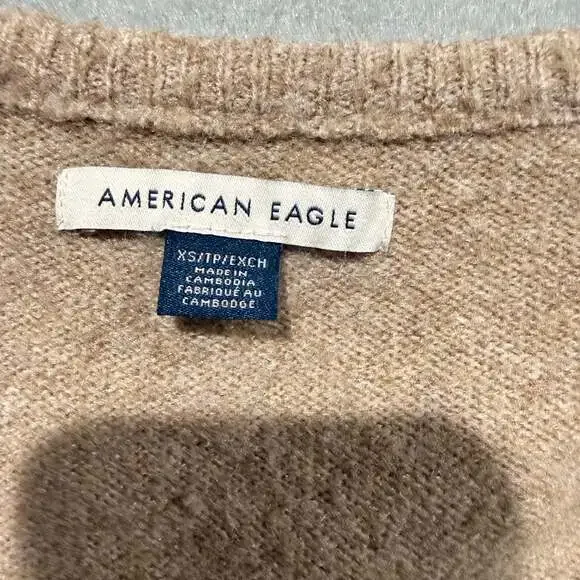 AMERICAN EAGLE
XS/TP/EXCH
MADE IN
CAMBODIA
FABRIQUÉ AU
CAMBODGE